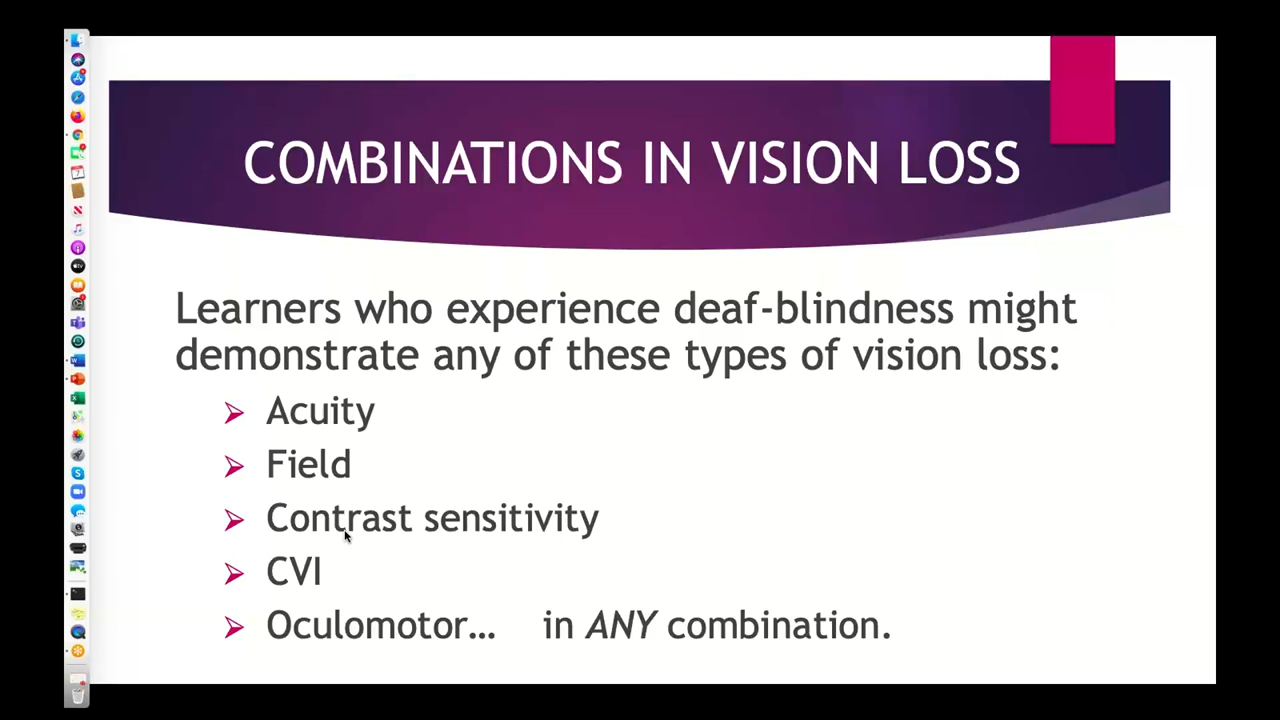 COMBINATIONS IN VISION LOSS
Learners who experience deaf-blindness might
demonstrate any of these types of vision loss:
Acuity
Field
Contrast sensitivity
CVI
Oculomotor… in ANY combination.